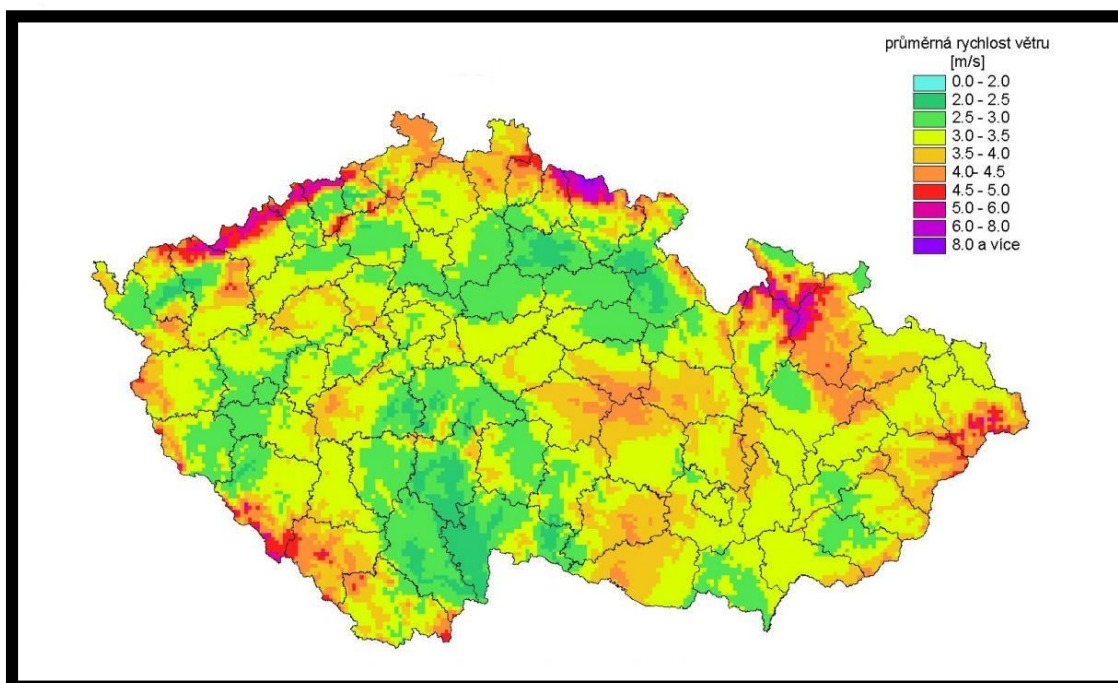 průměrná rychlost větru
[m/s]
0.0 - 2.0
2.0 - 2.5
2.5 - 3.0
3.0 - 3.5
3.5 - 4.0
4.0- 4.5
4.5 - 5.0
5.0 - 6.0
6.0 - 8.0
8.0 a více